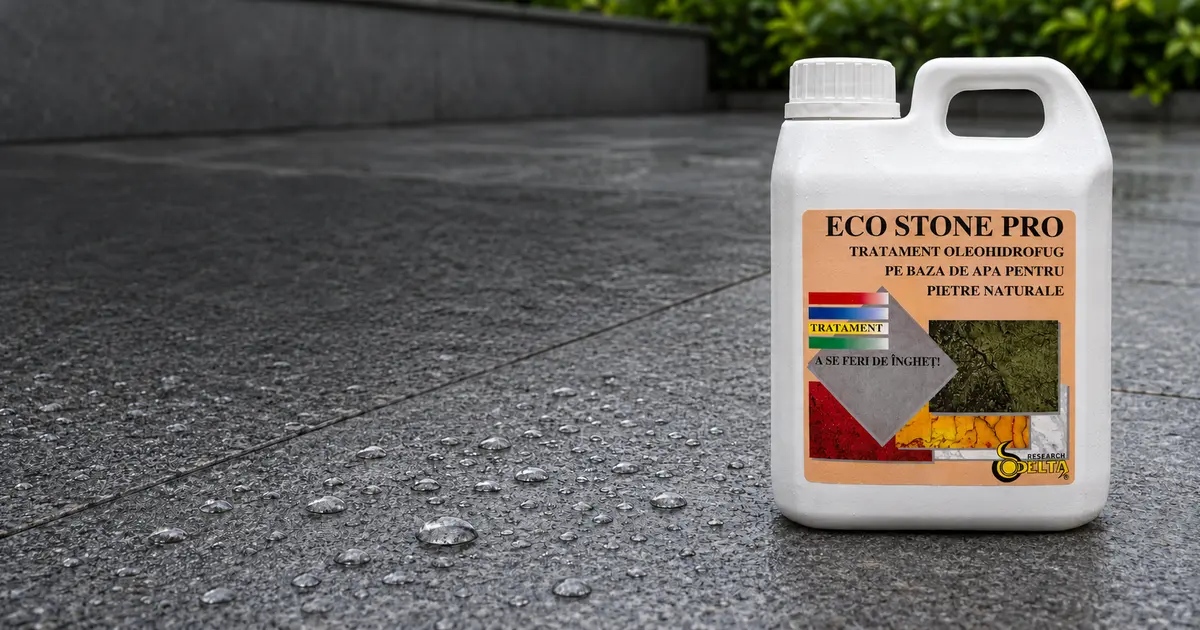 ECO STONE PRO
TRATAMENT OLEOHIDROFUG
PE BAZA DE APA PENTRU
PIETRE NATURALE
TRATAMENT
A SE FERI DE ÎNGHEȚ!
RESEARCH
DELTA
®